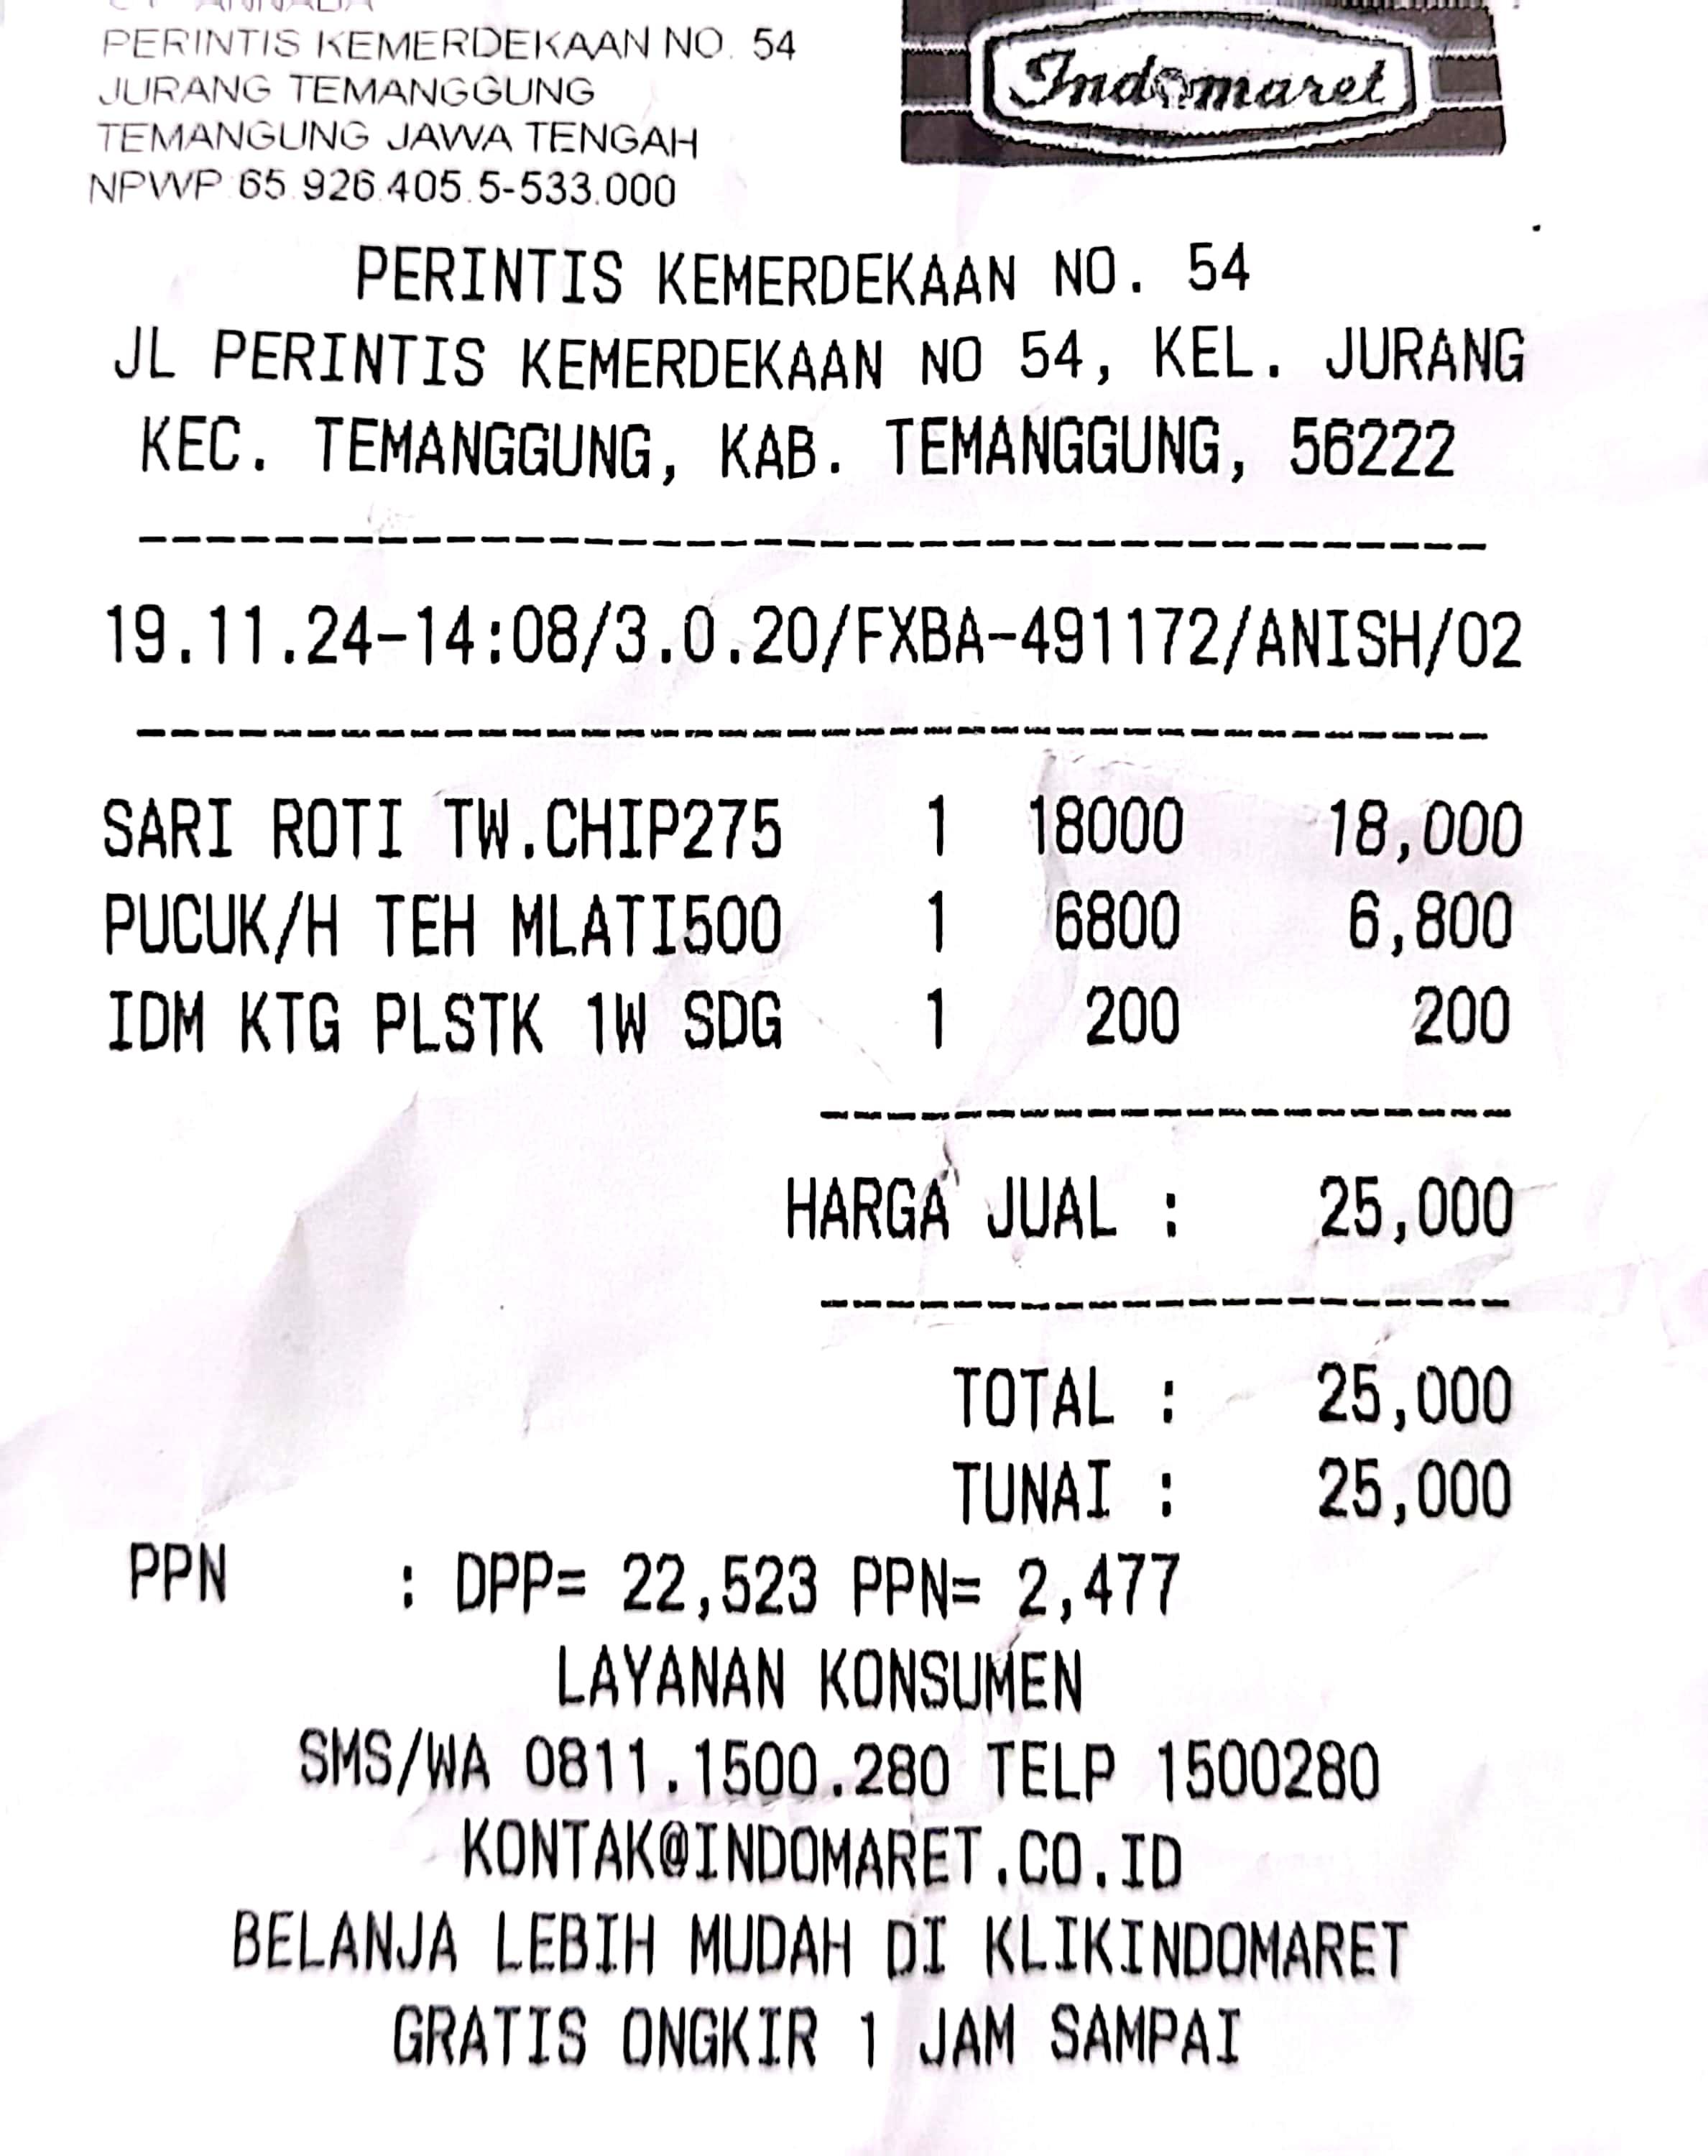 PERINTIS KEMERDEKAAN NO. 54
JURANG TEMANGGUNG
TEMANGUNG JAWA TENGAH
NPWP 65.926.405.5-533.000
Indomaret
PERINTIS KEMERDEKAAN NO. 54
JL PERINTIS KEMERDEKAAN NO 54, KEL. JURANG
KEC. TEMANGGUNG, KAB. TEMANGGUNG, 56222
19.11.24-14:08/3.0.20/FXBA-491172/ANISH/02
SARI ROTI TW.CHIP275 1 18000 18,000
PUCUK/H TEH MLATI500 1 6800 6,800
IDM KTG PLSTK 1W SDG 1 200 200
HARGA JUAL : 25,000
TOTAL : 25,000
TUNAI : 25,000
PPN : DPP= 22,523 PPN= 2,477
LAYANAN KONSUMEN
SMS/WA 0811.1500.280 TELP 1500280
KONTAK@INDOMARET.CO.ID
BELANJA LEBIH MUDAH DI KLIKINDOMARET
GRATIS ONGKIR 1 JAM SAMPAI